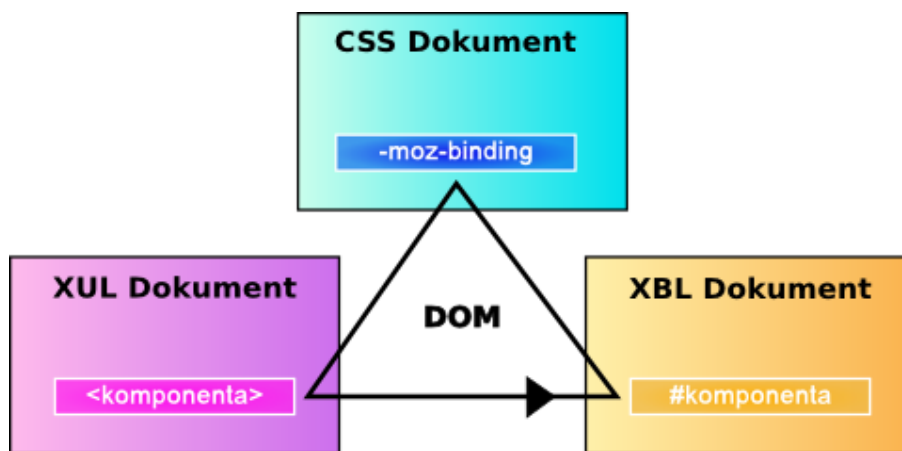 CSS Dokument
-moz-binding
XUL Dokument
XBL Dokument
DOM
<komponenta>
#komponenta